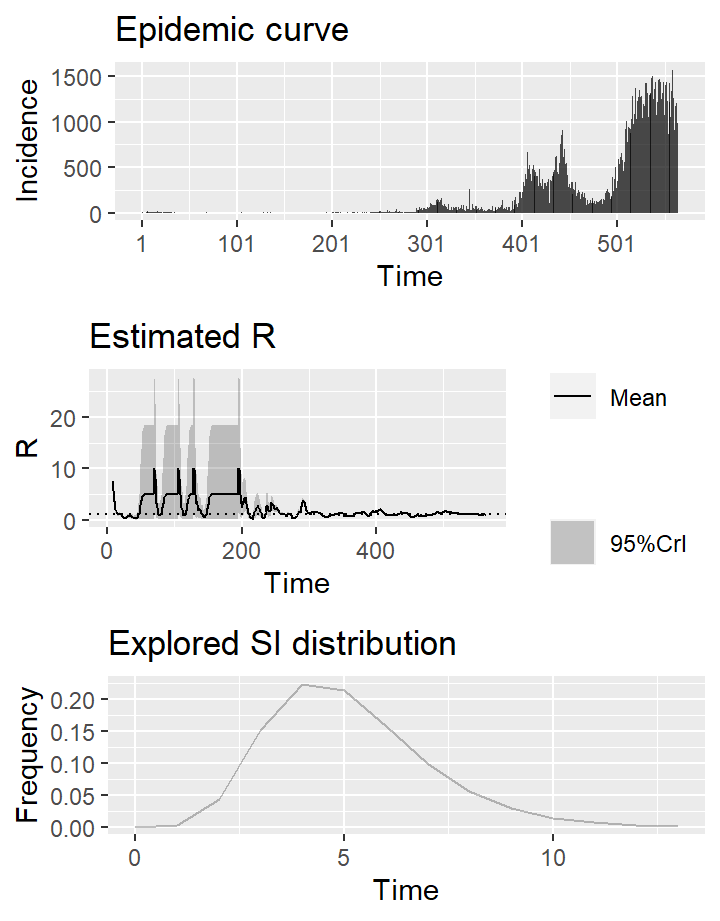 Epidemic curve
1500
1000
500
0
Incidence
1 101 201 301 401 501
Time
Estimated R
20
10
0
R
0 200 400
Time
Mean
95%CrI
Explored SI distribution
0.20
0.15
0.10
0.05
0.00
Frequency
0 5 10
Time